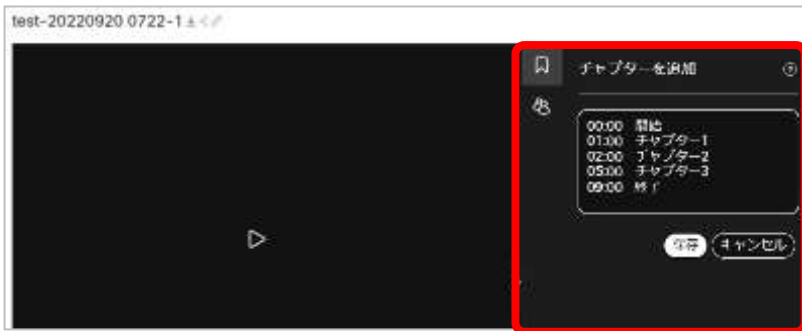 test-20220920 0722-1
チャプターを追加
00:00 開始
01:00 チャプター1
02:00 チャプター2
05:00 チャプター3
09:00 終了
保存
キャンセル